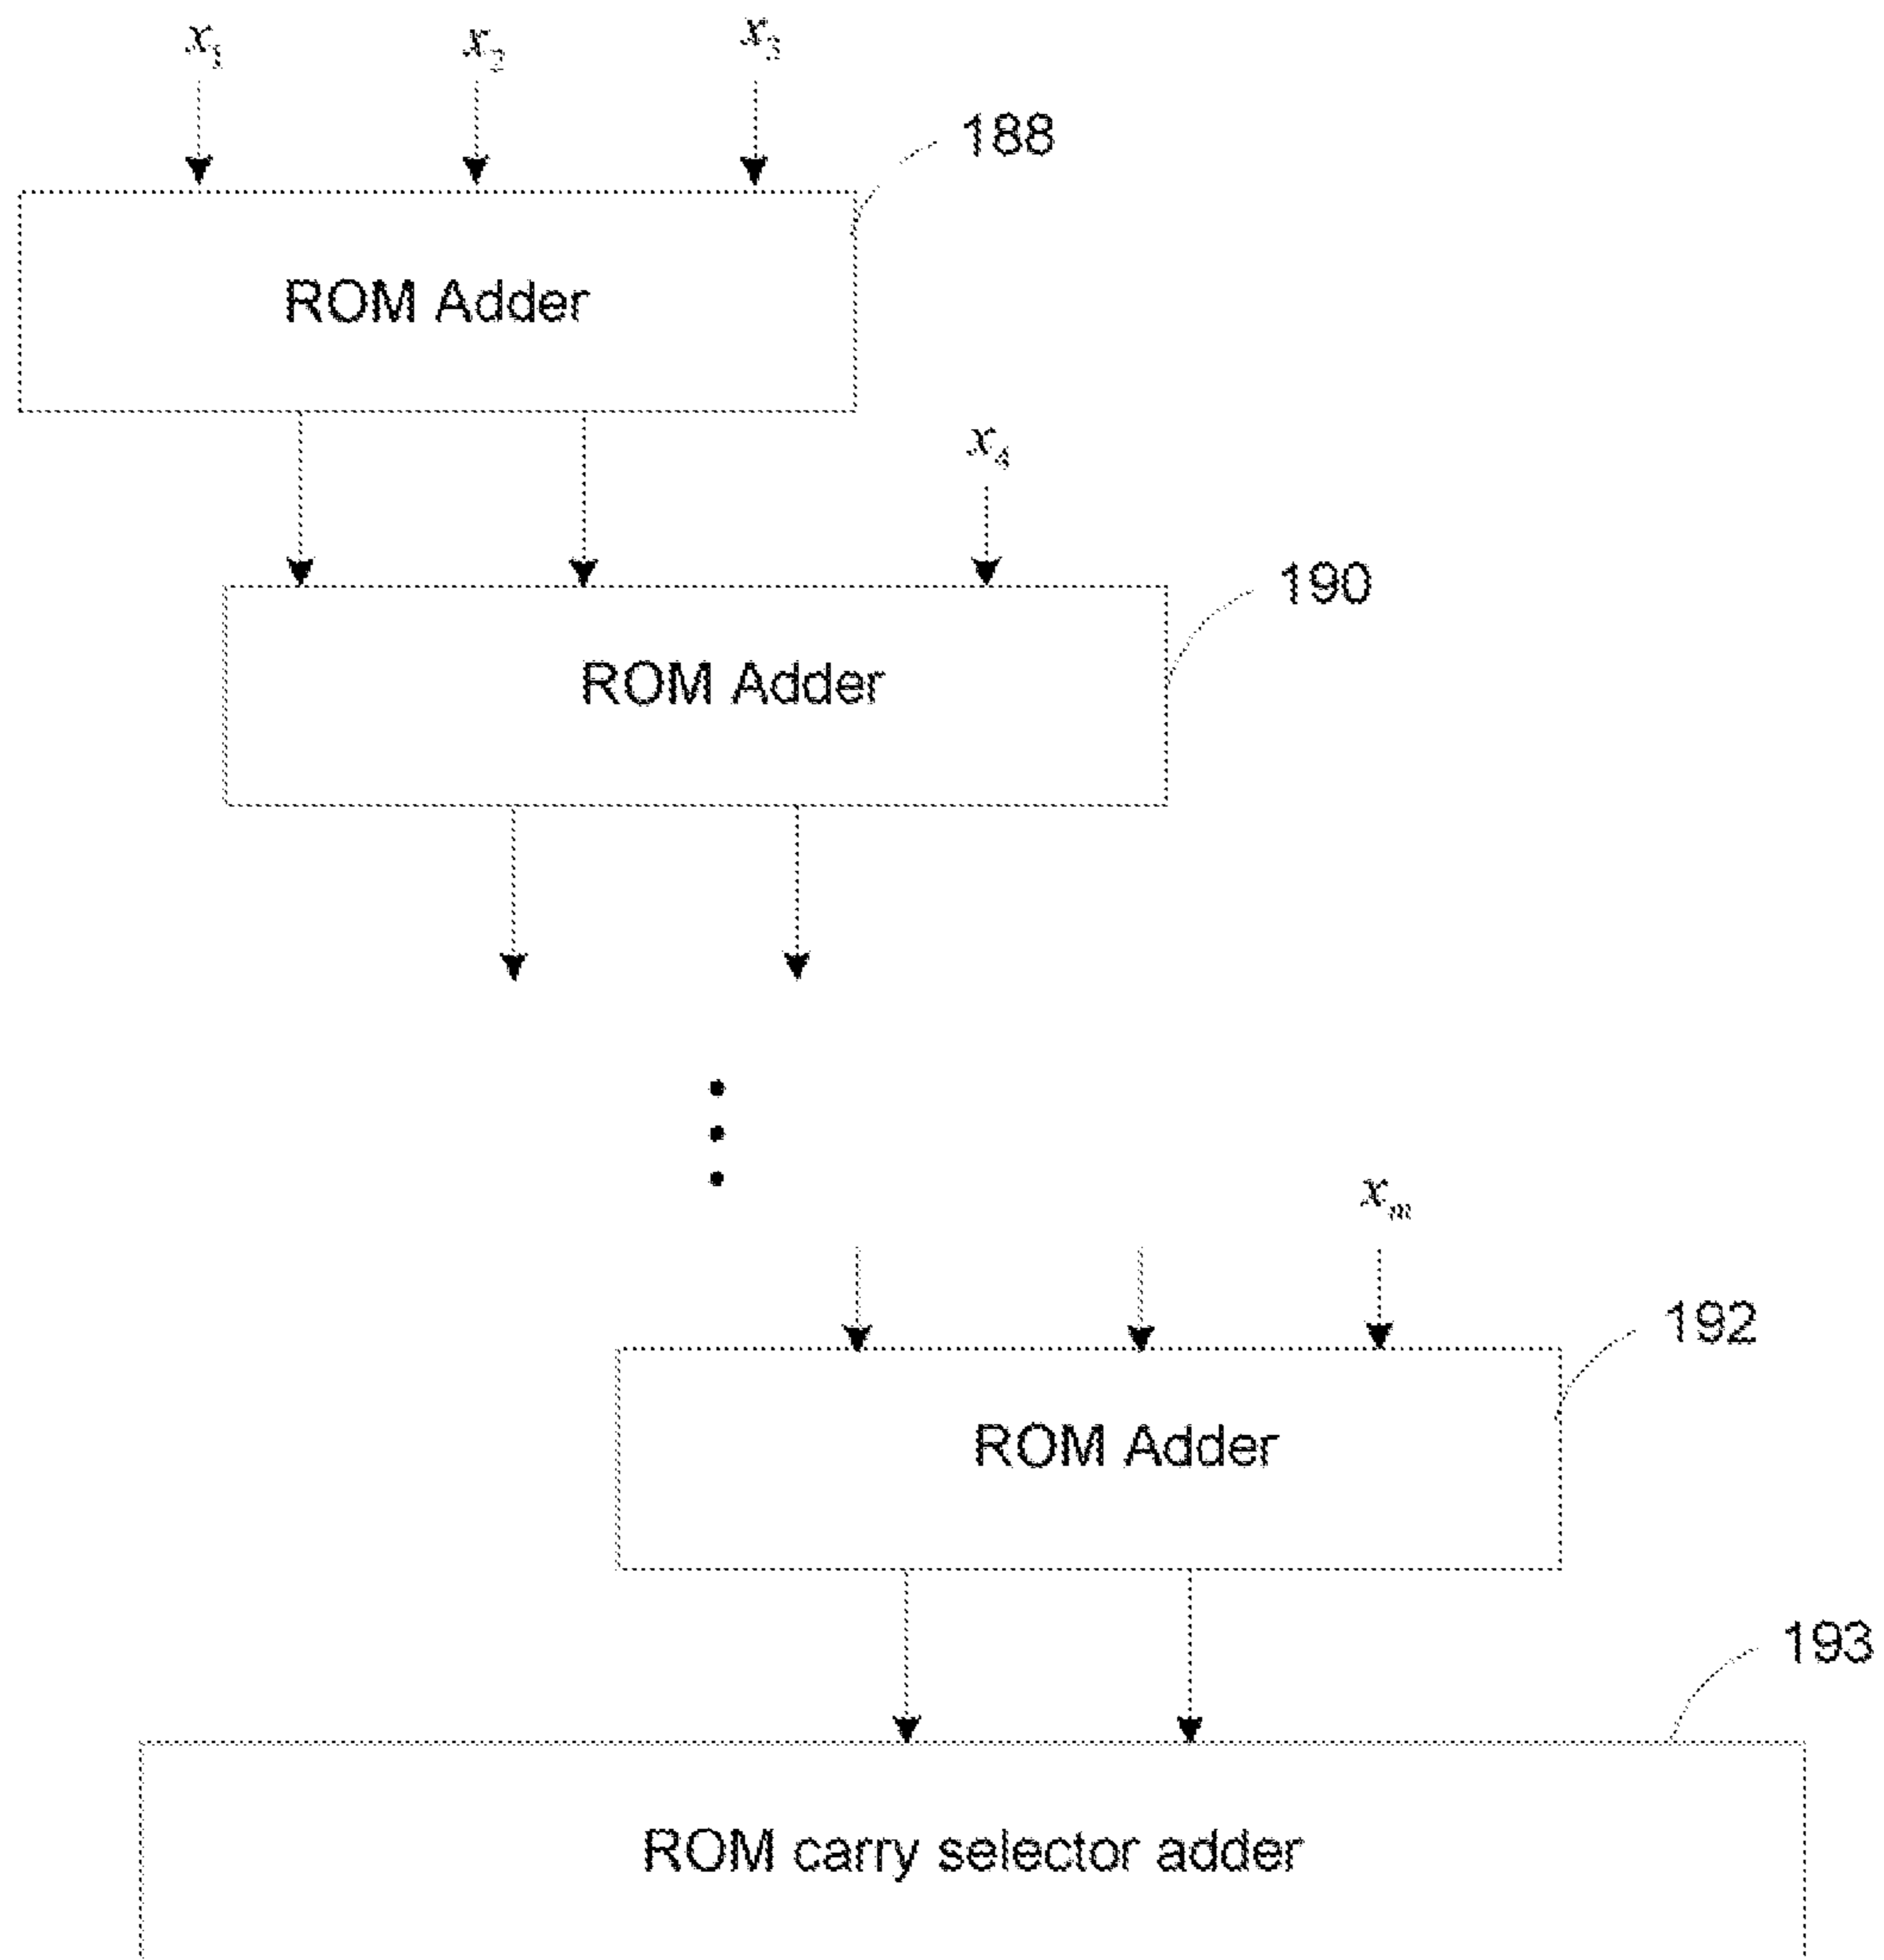 x₁ x₂ x₃
188
ROM Adder
x₄
190
ROM Adder
xₘ
192
ROM Adder
193
ROM carry selector adder